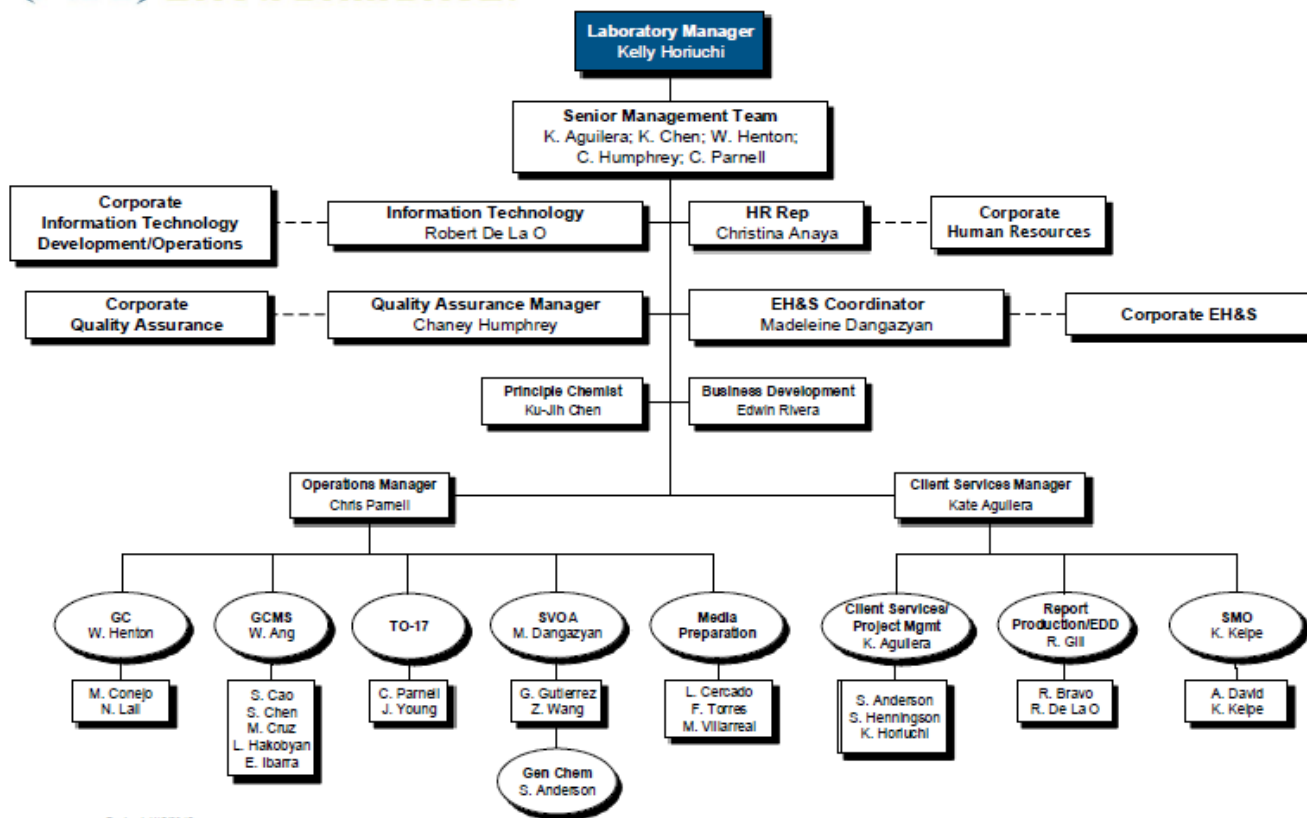 Laboratory Manager
Kelly Horiuchi
Senior Management Team
K. Aguilera; K. Chen; W. Henton;
C. Humphrey; C. Parnell
Corporate
Information Technology
Development/Operations
Information Technology
Robert De La O
HR Rep
Christina Anaya
Corporate
Human Resources
Corporate
Quality Assurance
Quality Assurance Manager
Chaney Humphrey
EH&S Coordinator
Madeleine Dangazyan
Corporate EH&S
Principle Chemist
Ku-Jih Chen
Business Development
Edwin Rivera
Operations Manager
Chris Parnell
Client Services Manager
Kate Aguilera
GC
W. Henton
GCMS
W. Ang
TO-17
SVOA
M. Dangazyan
Media
Preparation
Client Services/
Project Mgmt
K. Aguilera
Report
Production/EDD
R. Gill
SMO
K. Kelpe
M. Conejo
N. Lall
S. Cao
S. Chen
M. Cruz
L. Hakobyan
E. Ibarra
C. Parnell
J. Young
G. Gutierrez
Z. Wang
L. Cercado
F. Torres
M. Villarreal
S. Anderson
S. Henningson
K. Horiuchi
R. Bravo
R. De La O
A. David
K. Kelpe
Gen Chem
S. Anderson